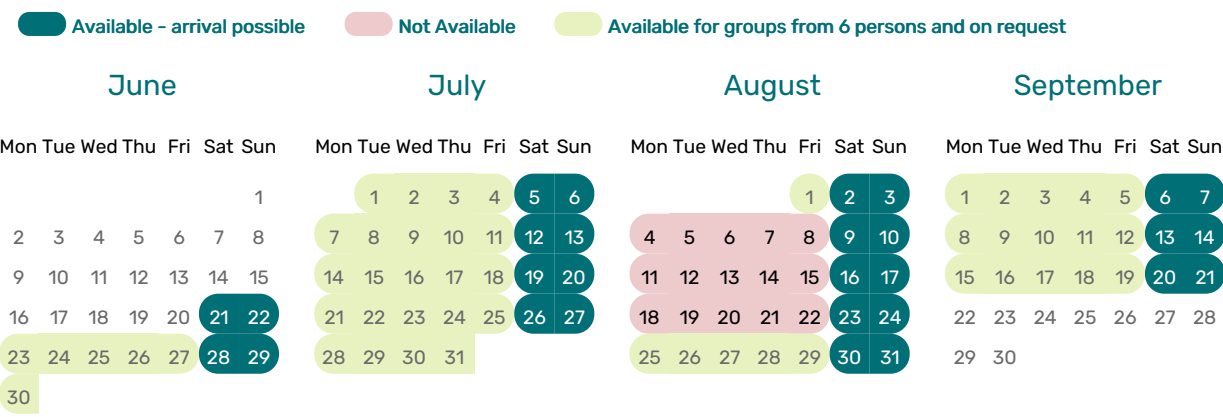 Available - arrival possible Not Available Available for groups from 6 persons and on request
June July August September
Mon Tue Wed Thu Fri Sat Sun Mon Tue Wed Thu Fri Sat Sun Mon Tue Wed Thu Fri Sat Sun Mon Tue Wed Thu Fri Sat Sun
1 1 2 3 4 5 6 1 2 3 1 2 3 4 5 6 7
2 3 4 5 6 7 8 7 8 9 10 11 12 13 4 5 6 7 8 9 10 8 9 10 11 12 13 14
9 10 11 12 13 14 15 14 15 16 17 18 19 20 11 12 13 14 15 16 17 15 16 17 18 19 20 21
16 17 18 19 20 21 22 21 22 23 24 25 26 27 18 19 20 21 22 23 24 22 23 24 25 26 27 28
23 24 25 26 27 28 29 28 29 30 31 25 26 27 28 29 30 31 29 30
30